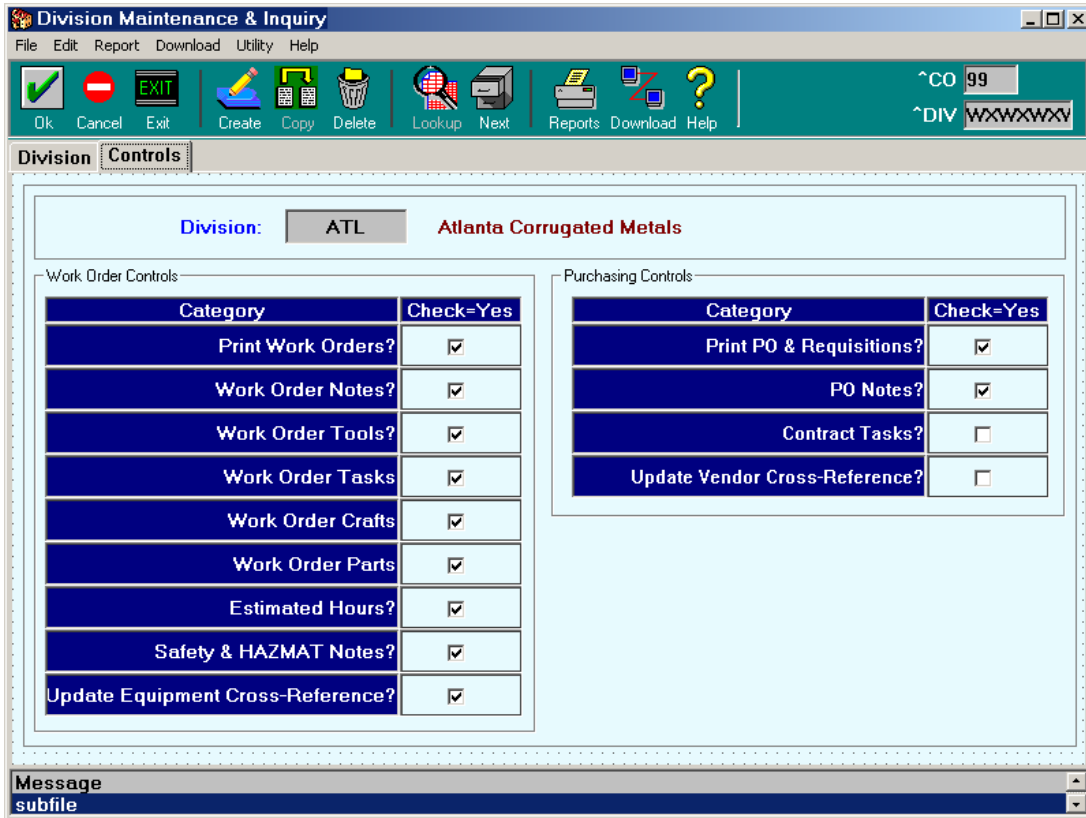 Division Maintenance & Inquiry
File Edit Report Download Utility Help
EXIT
^CO 99
Ok Cancel Exit Create Copy Delete Lookup Next Reports Download Help
^DIV WXWXWXV
Division Controls
Division: ATL Atlanta Corrugated Metals
Work Order Controls
Category Check=Yes
Print Work Orders?
Work Order Notes?
Work Order Tools?
Work Order Tasks
Work Order Crafts
Work Order Parts
Estimated Hours?
Safety & HAZMAT Notes?
Update Equipment Cross-Reference?
Purchasing Controls
Category Check=Yes
Print PO & Requisitions?
PO Notes?
Contract Tasks?
Update Vendor Cross-Reference?
Message
subfile